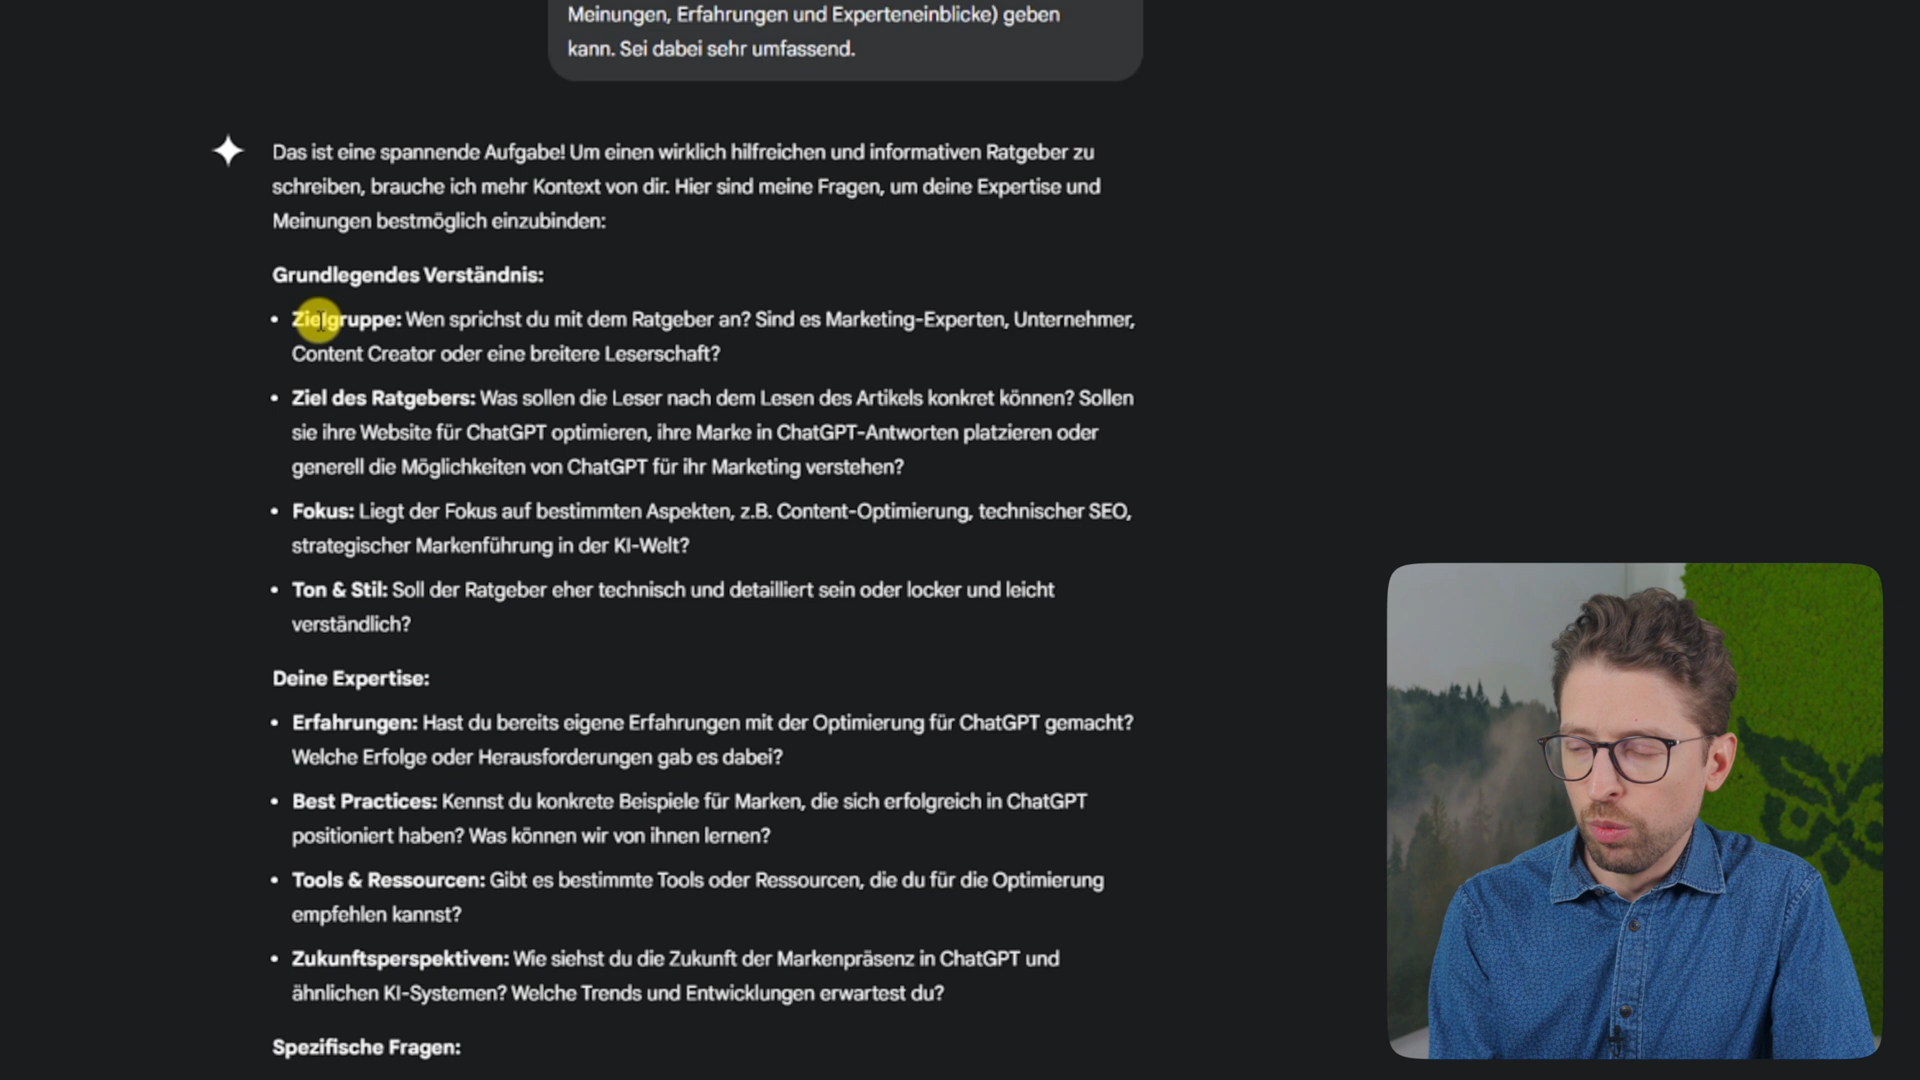 Meinungen, Erfahrungen und Experteneinblicke) geben
kann. Sei dabei sehr umfassend.
Das ist eine spannende Aufgabe! Um einen wirklich hilfreichen und informativen Ratgeber zu
schreiben, brauche ich mehr Kontext von dir. Hier sind meine Fragen, um deine Expertise und
Meinungen bestmöglich einzubinden:
Grundlegendes Verständnis:
• Zielgruppe: Wen sprichst du mit dem Ratgeber an? Sind es Marketing-Experten, Unternehmer,
Content Creator oder eine breitere Leserschaft?
• Ziel des Ratgebers: Was sollen die Leser nach dem Lesen des Artikels konkret können? Sollen
sie ihre Website für ChatGPT optimieren, ihre Marke in ChatGPT-Antworten platzieren oder
generell die Möglichkeiten von ChatGPT für ihr Marketing verstehen?
• Fokus: Liegt der Fokus auf bestimmten Aspekten, z.B. Content-Optimierung, technischer SEO,
strategischer Markenführung in der KI-Welt?
• Ton & Stil: Soll der Ratgeber eher technisch und detailliert sein oder locker und leicht
verständlich?
Deine Expertise:
• Erfahrungen: Hast du bereits eigene Erfahrungen mit der Optimierung für ChatGPT gemacht?
Welche Erfolge oder Herausforderungen gab es dabei?
• Best Practices: Kennst du konkrete Beispiele für Marken, die sich erfolgreich in ChatGPT
positioniert haben? Was können wir von ihnen lernen?
• Tools & Ressourcen: Gibt es bestimmte Tools oder Ressourcen, die du für die Optimierung
empfehlen kannst?
• Zukunftsperspektiven: Wie siehst du die Zukunft der Markenpräsenz in ChatGPT und
ähnlichen KI-Systemen? Welche Trends und Entwicklungen erwartest du?
Spezifische Fragen: